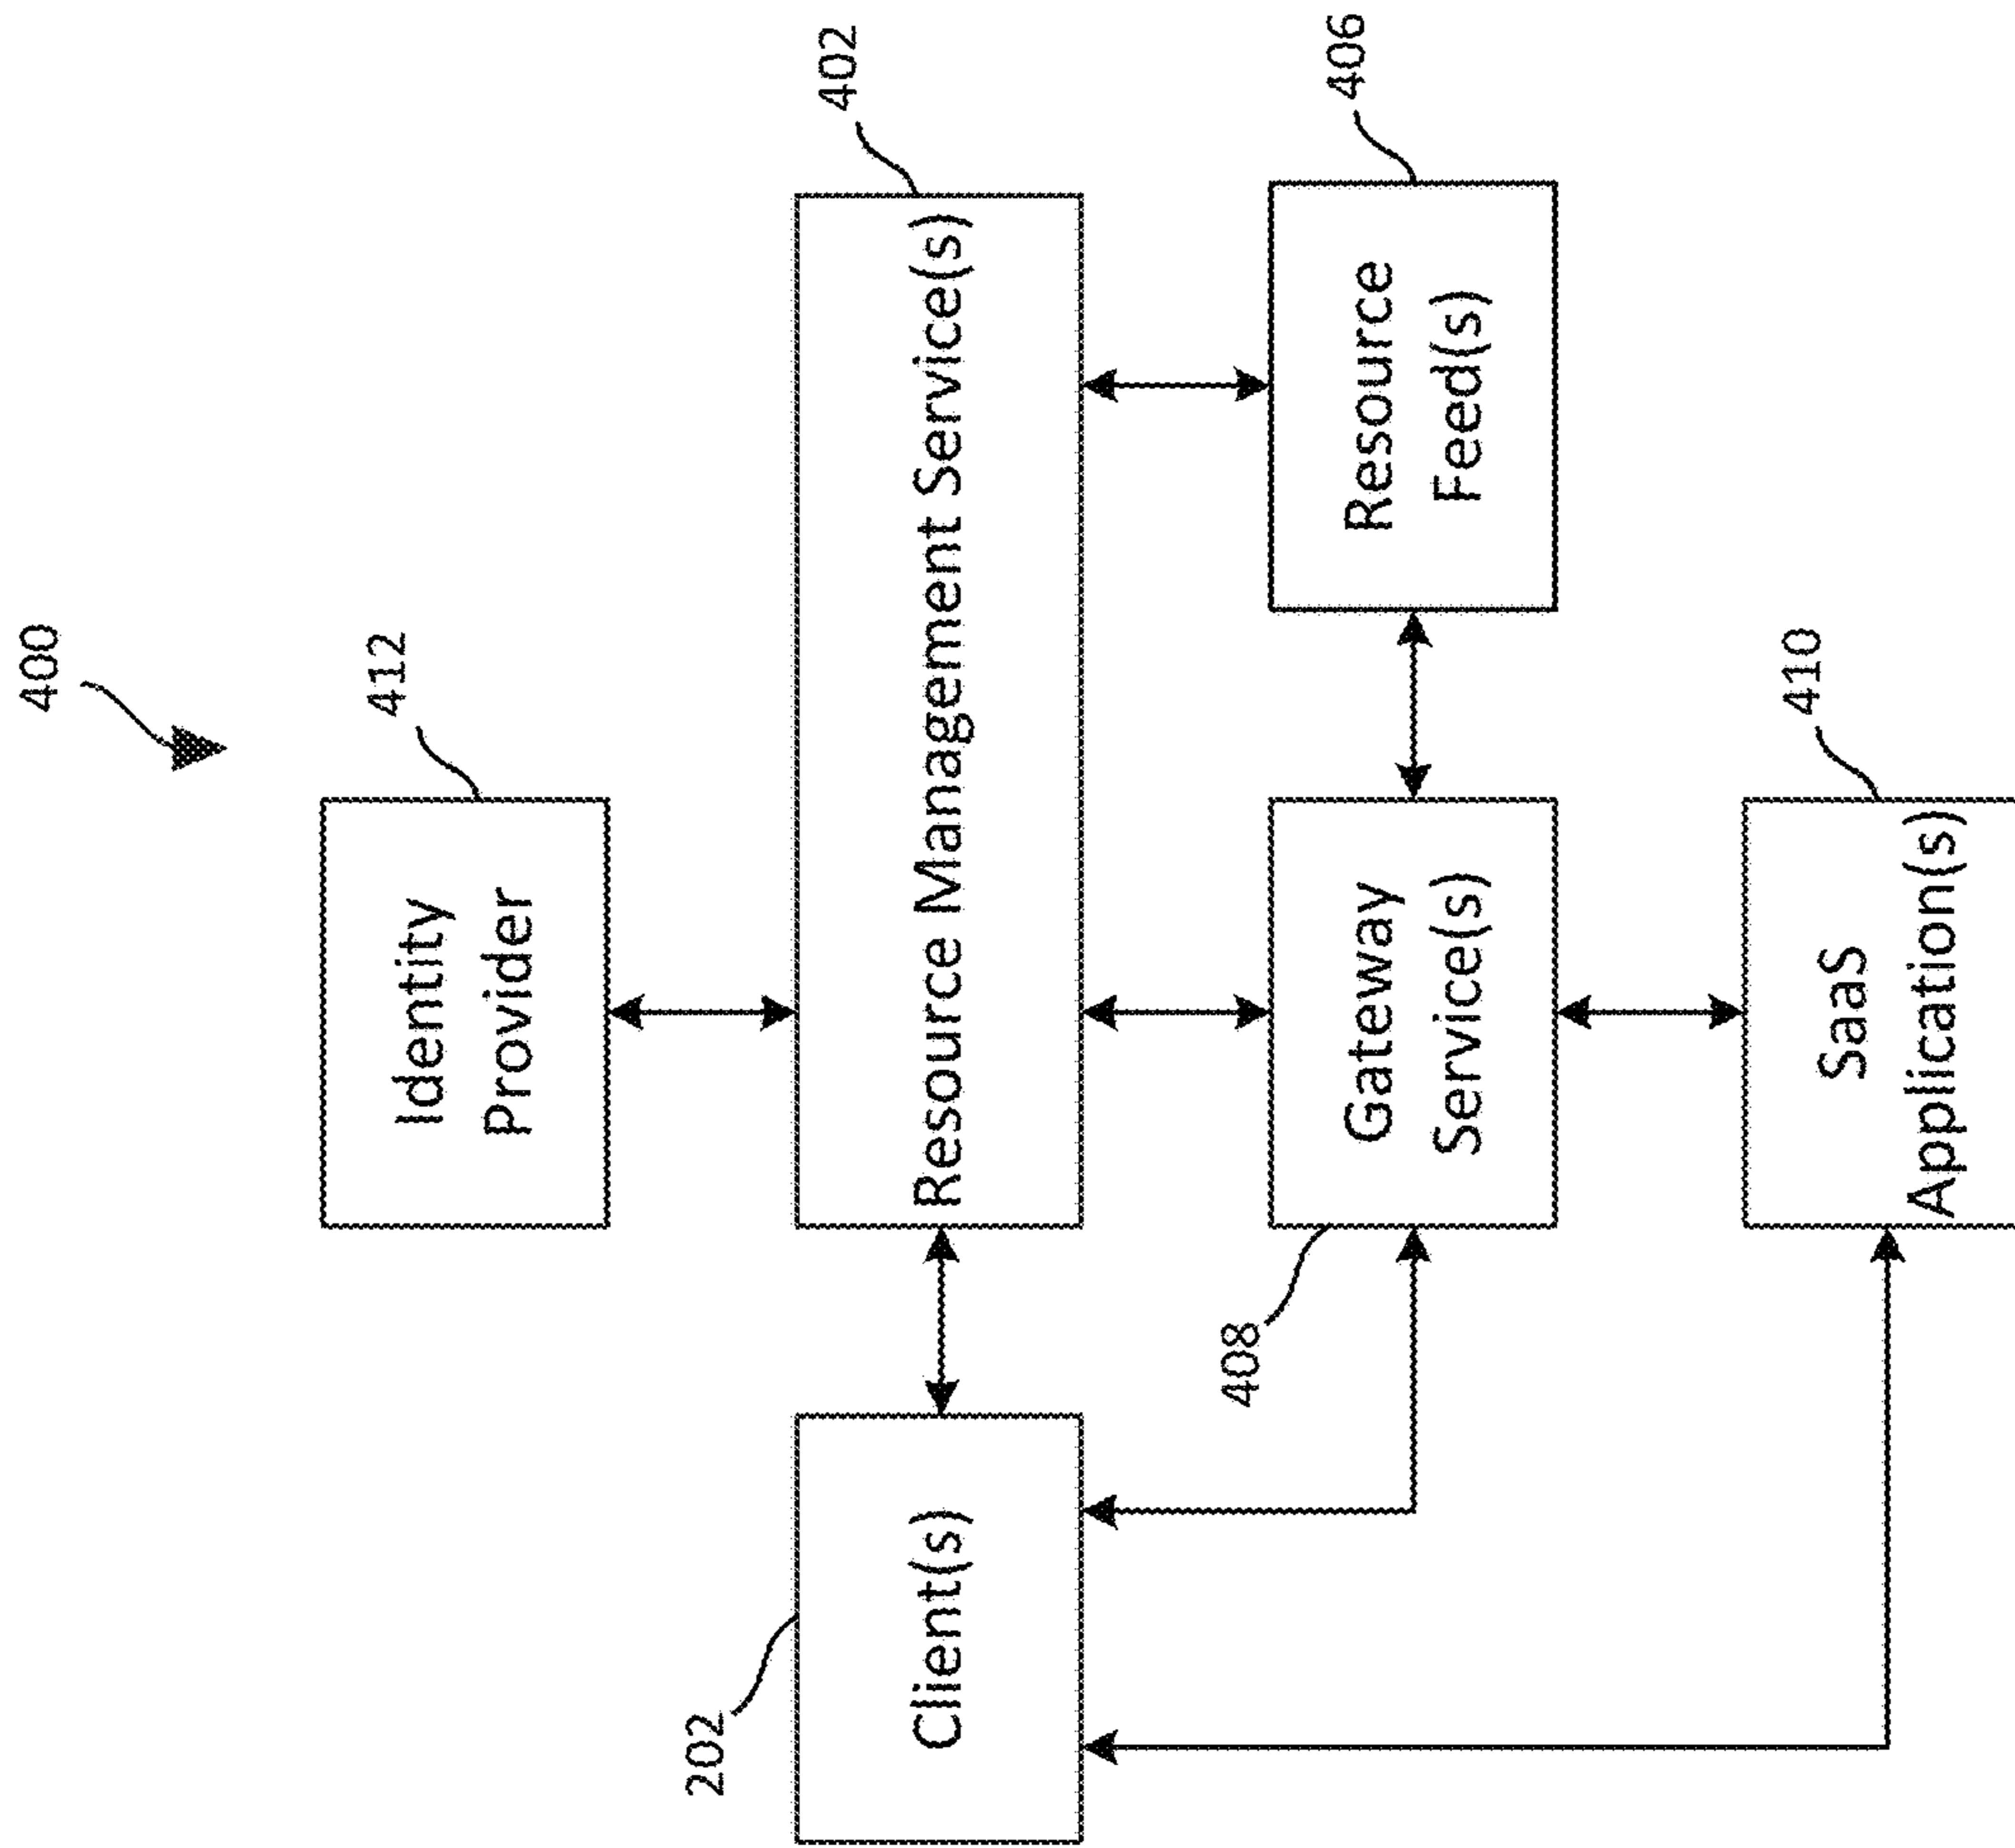 400
412
Identity
Provider
402
Resource Management Service(s)
202
Client(s)
406
Resource
Feed(s)
408
Gateway
Service(s)
410
SaaS
Application(s)